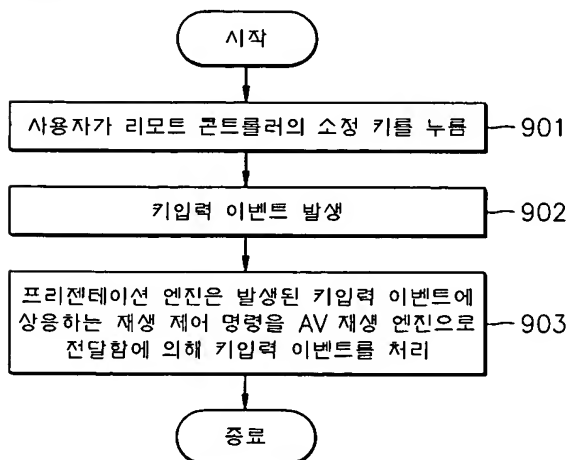 시작
사용자가 리모트 콘트롤러의 소정 키를 누름
901
키입력 이벤트 발생
902
프리젠테이션 엔진은 발생된 키입력 이벤트에
상응하는 재생 제어 명령을 AV 재생 엔진으로
903
전달함에 의해 키입력 이벤트를 처리
종료